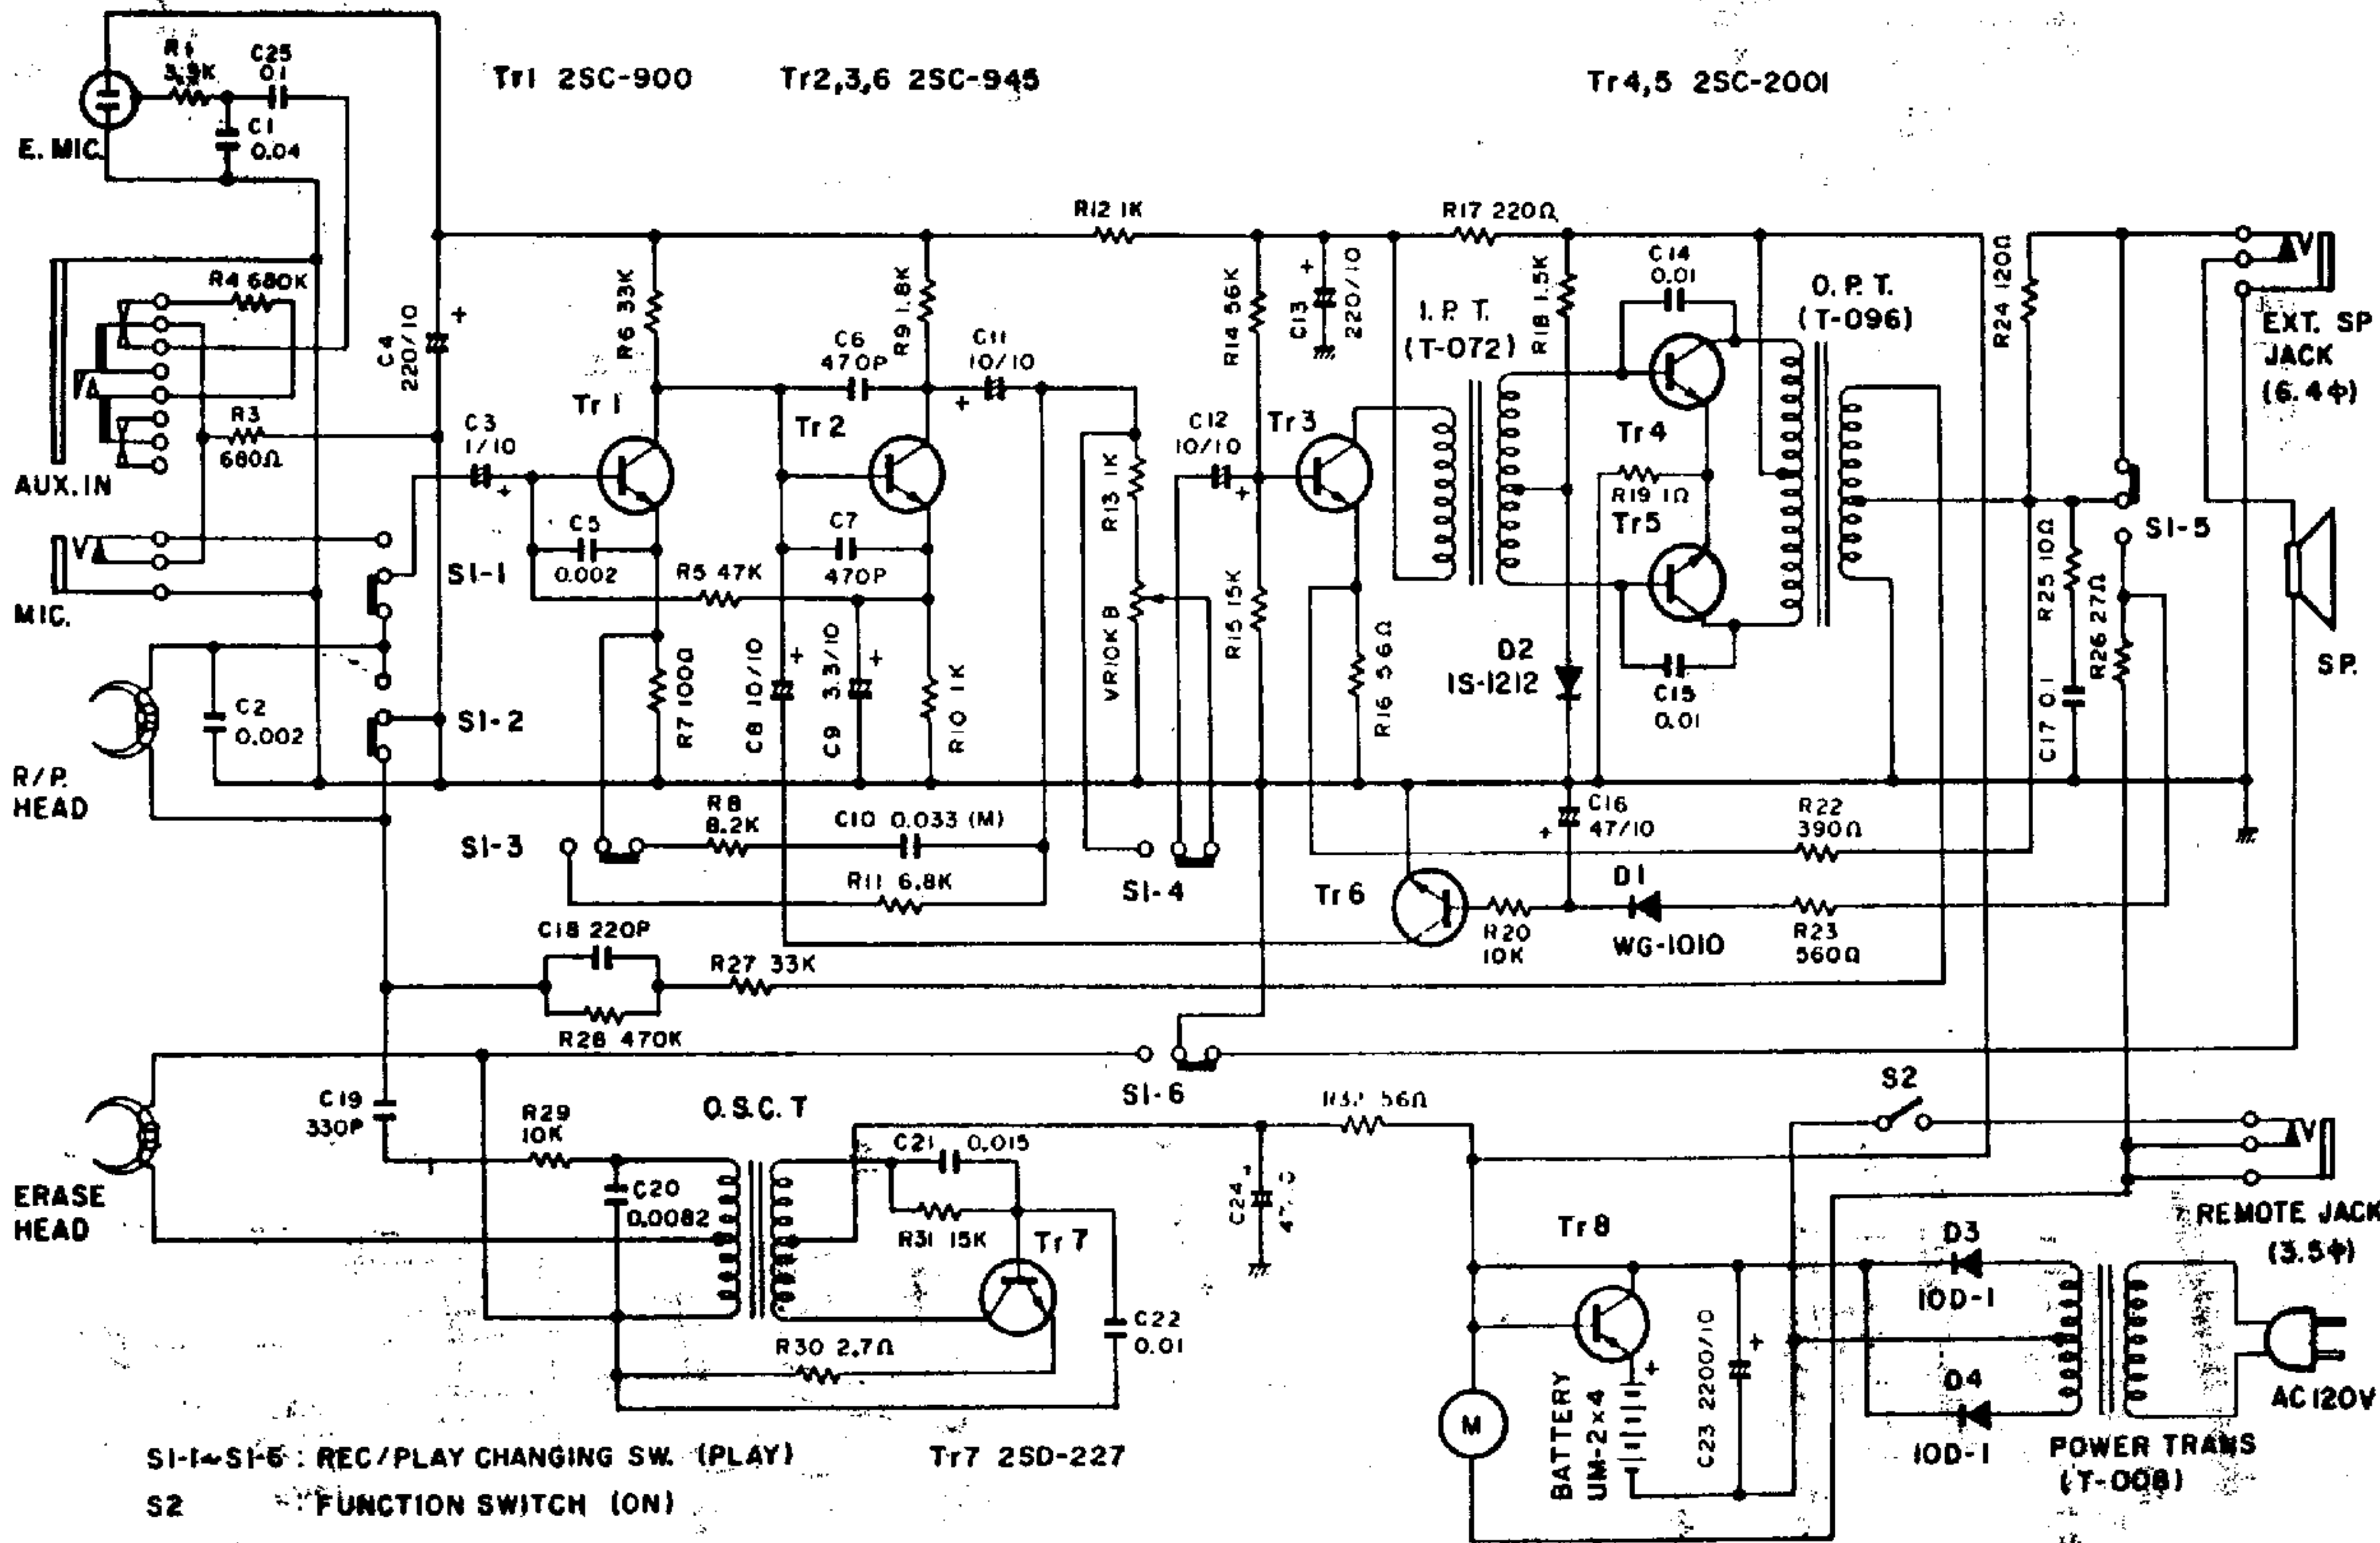 R1
3.9K
C25
0.1
Tr1 2SC-900
Tr2,3,6 2SC-945
Tr4,5 2SC-2001
E. MIC.
C1
0.04
R4 680K
C4
220/10
+
R3
680Ω
AUX. IN
MIC.
R12 1K
R17 220Ω
R6 33K
C6
470P
R9 1.8K
C11
10/10
+
R14 56K
C13
220/10
+
I. P. T.
(T-072)
R18 1.5K
C14
0.01
O. P. T.
(T-096)
R24 120Ω
EXT. SP
JACK
(6.4φ)
Tr 1
Tr 2
C3
1/10
+
C12
10/10
+
Tr 3
Tr 4
R19 1Ω
Tr5
R13 1K
C5
0.002
C7
470P
R5 47K
S1-1
S1-5
R15 15K
VR10K B
R25 10Ω
R26 27Ω
SP.
D2
1S-1212
C15
0.01
C17 0.1
R16 56Ω
R/P.
HEAD
C2
0.002
S1-2
R7 100Ω
C8 10/10
+
C9 3.3/10
+
R10 1K
S1-3
R8
8.2K
C10 0.033 (M)
R11 6.8K
S1-4
C16
47/10
+
R22
390Ω
Tr 6
R20
10K
D1
WG-1010
R23
560Ω
C18 220P
R27 33K
R28 470K
S1-6
S2
ERASE
HEAD
C19
330P
R29
10K
O.S.C. T
C20
0.0082
C21 0.015
R31 15K
Tr 7
R30 2.7Ω
C22
0.01
C24
R32 56Ω
Tr8
D3
10D-1
D4
10D-1
REMOTE JACK
(3.5φ)
BATTERY
UM-2×4
+
C23 2200/10
+
M
AC 120V
POWER TRANS
(T-008)
S1-1~S1-6 : REC/PLAY CHANGING SW. (PLAY)
Tr7 2SD-227
S2 : FUNCTION SWITCH (ON)